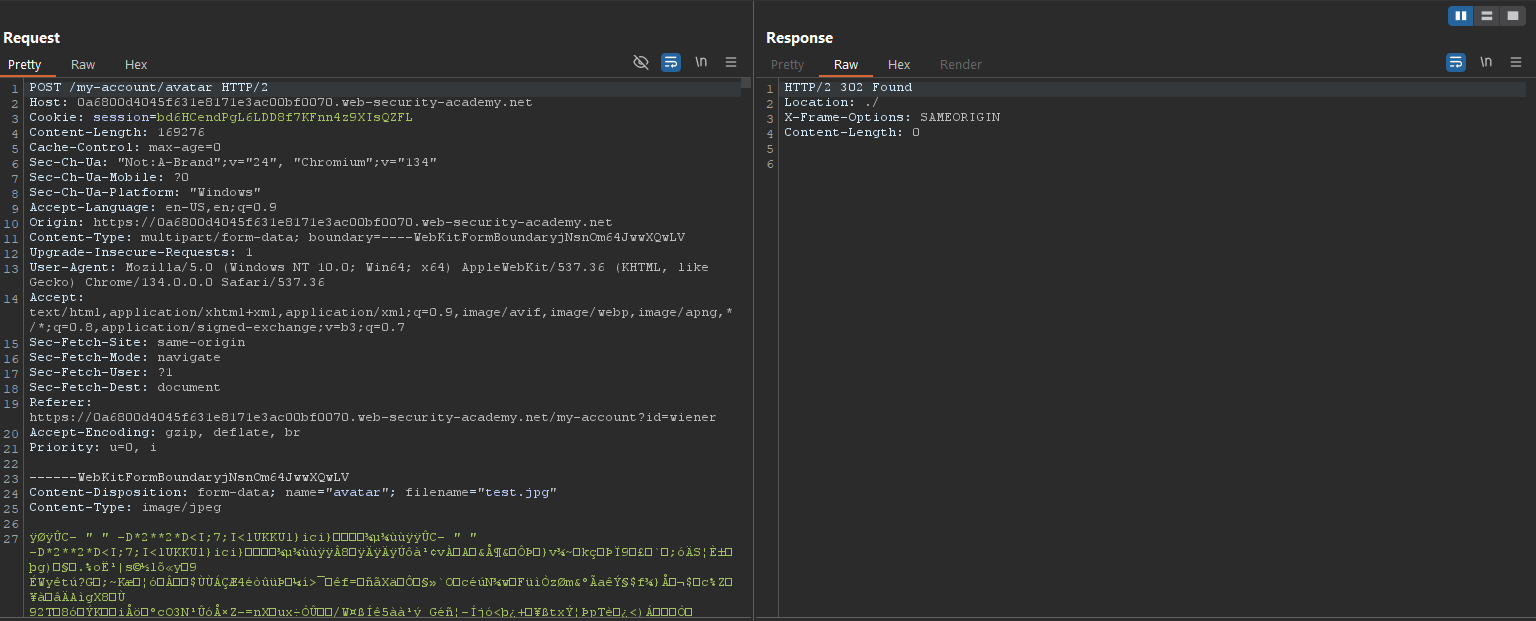 Request
Pretty Raw Hex
\n
1 POST /my-account/avatar HTTP/2
2 Host: 0a6800d4045f631e8171e3ac00bf0070.web-security-academy.net
3 Cookie: session=bd6HCendPgL6LDD8f7KFnn4z9XIsQZFL
4 Content-Length: 169276
5 Cache-Control: max-age=0
6 Sec-Ch-Ua: "Not:A-Brand";v="24", "Chromium";v="134"
7 Sec-Ch-Ua-Mobile: ?0
8 Sec-Ch-Ua-Platform: "Windows"
9 Accept-Language: en-US,en;q=0.9
10 Origin: https://0a6800d4045f631e8171e3ac00bf0070.web-security-academy.net
11 Content-Type: multipart/form-data; boundary=----WebKitFormBoundaryjNsnOm64JwwXQwLV
12 Upgrade-Insecure-Requests: 1
13 User-Agent: Mozilla/5.0 (Windows NT 10.0; Win64; x64) AppleWebKit/537.36 (KHTML, like
Gecko) Chrome/134.0.0.0 Safari/537.36
14 Accept:
text/html,application/xhtml+xml,application/xml;q=0.9,image/avif,image/webp,image/apng,*
/*;q=0.8,application/signed-exchange;v=b3;q=0.7
15 Sec-Fetch-Site: same-origin
16 Sec-Fetch-Mode: navigate
17 Sec-Fetch-User: ?1
18 Sec-Fetch-Dest: document
19 Referer:
https://0a6800d4045f631e8171e3ac00bf0070.web-security-academy.net/my-account?id=wiener
20 Accept-Encoding: gzip, deflate, br
21 Priority: u=0, i
22
23 ------WebKitFormBoundaryjNsnOm64JwwXQwLV
24 Content-Disposition: form-data; name="avatar"; filename="test.jpg"
25 Content-Type: image/jpeg
26
27
Response
Pretty Raw Hex Render
\n
1 HTTP/2 302 Found
2 Location: ./
3 X-Frame-Options: SAMEORIGIN
4 Content-Length: 0
5
6